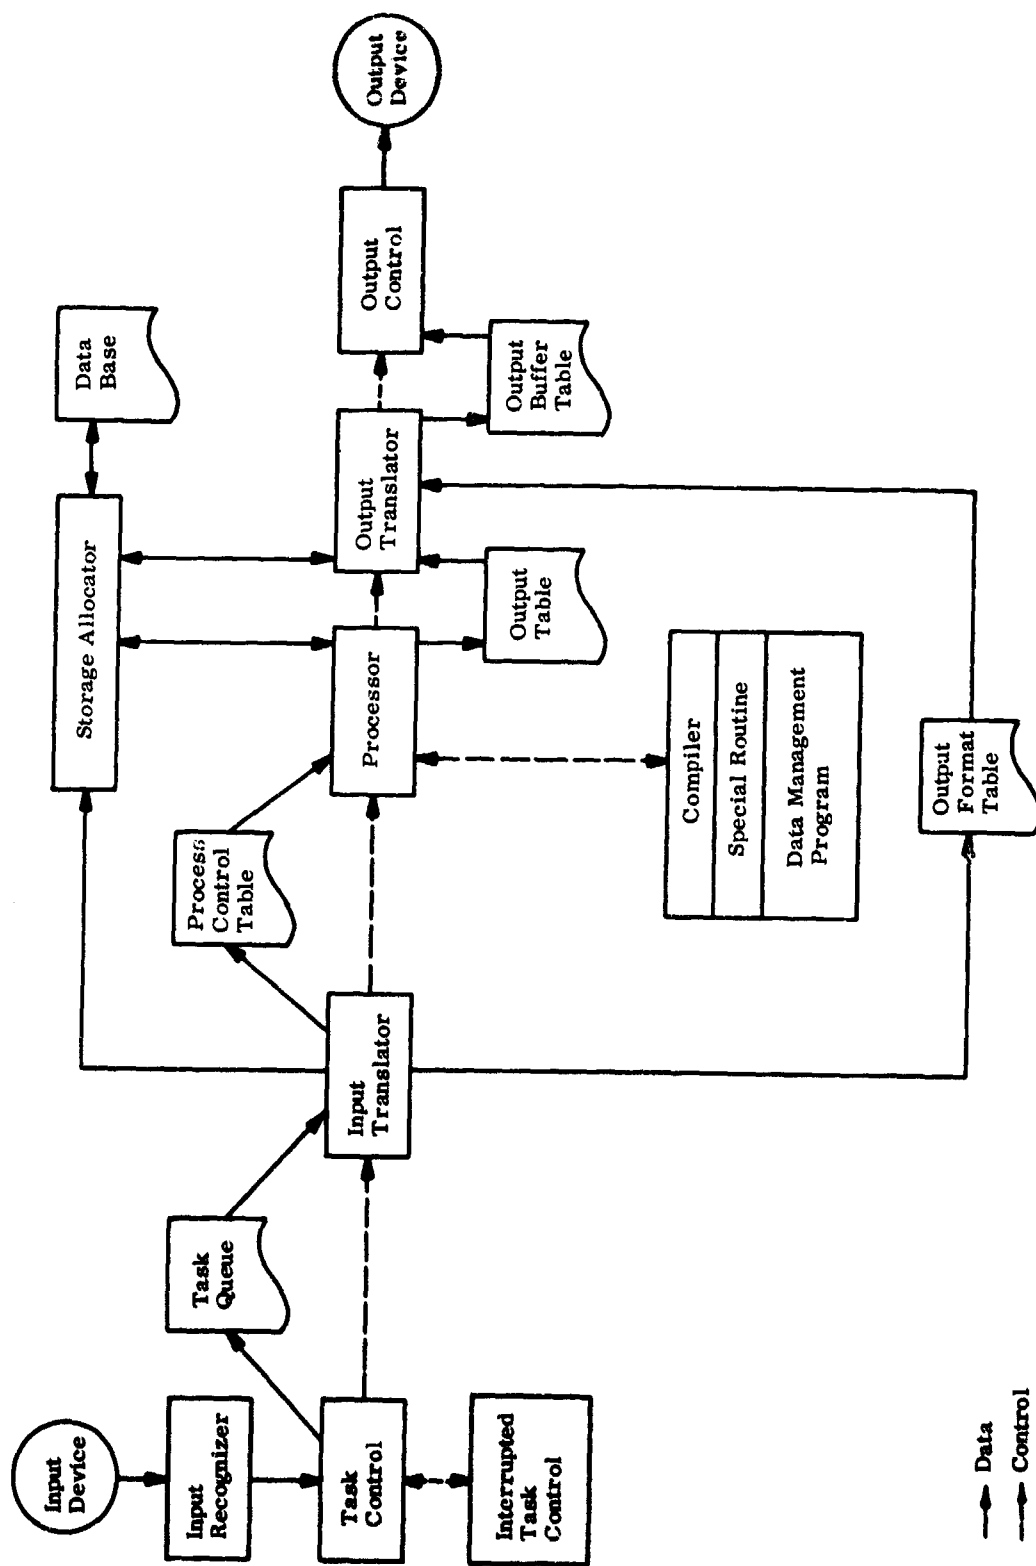 Input
Device
Input
Recognizer
Task
Control
Interrupted
Task
Control
Task
Queue
Input
Translator
Process
Control
Table
Storage Allocator
Data
Base
Processor
Compiler
Special Routine
Data Management
Program
Output
Table
Output
Format
Table
Output
Translator
Output
Buffer
Table
Output
Control
Output
Device
Data
Control